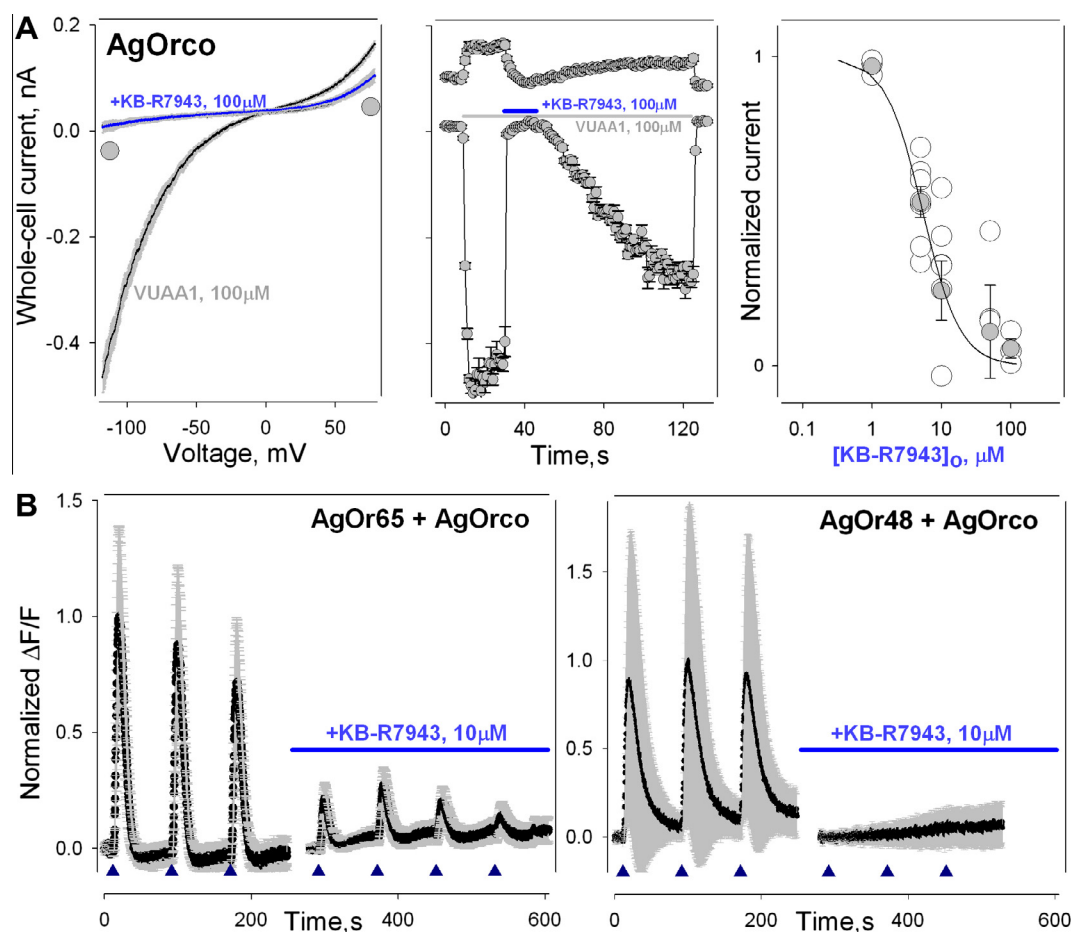 A
AgOrco
Whole-cell current, nA
0.2
0.0
-0.2
-0.4
+KB-R7943, 100μM
VUAA1, 100μM
-100
-50
0
50
Voltage, mV
+KB-R7943, 100μM
VUAA1, 100μM
0
40
80
120
Time,s
Normalized current
1
0
0.1
1
10
100
[KB-R7943]o, μM
B
AgOr65 + AgOrco
Normalized ΔF/F
1.5
1.0
0.5
0.0
+KB-R7943, 10μM
0
200
400
600
Time,s
AgOr48 + AgOrco
1.5
1.0
0.5
0.0
+KB-R7943, 10μM
0
200
400
600
Time,s